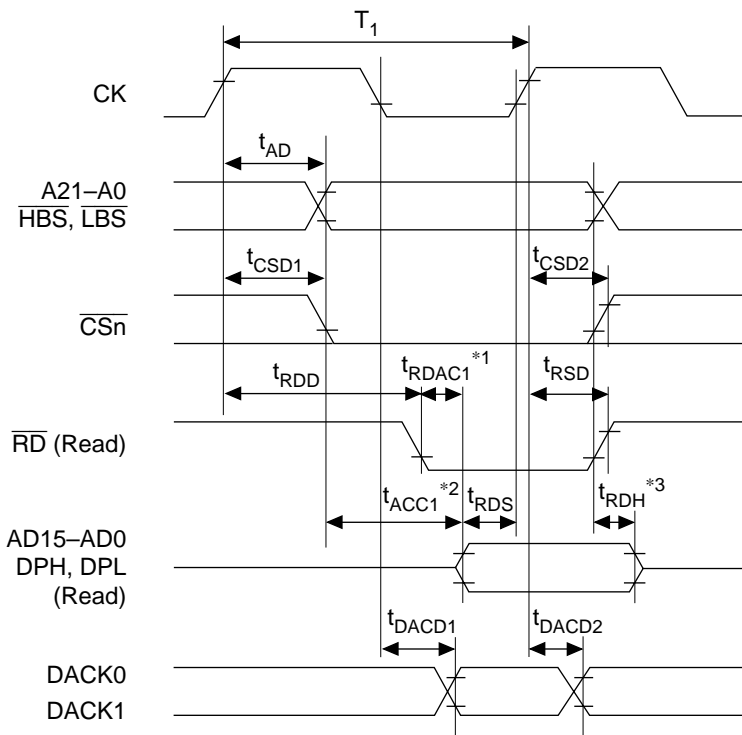 T1
CK
tAD
A21–A0
HBS, LBS
tCSD1
tCSD2
CSn
tRDD
tRDAC1*1
tRSD
RD (Read)
tACC1*2
tRDS
tRDH*3
AD15–AD0
DPH, DPL
(Read)
tDACD1
tDACD2
DACK0
DACK1